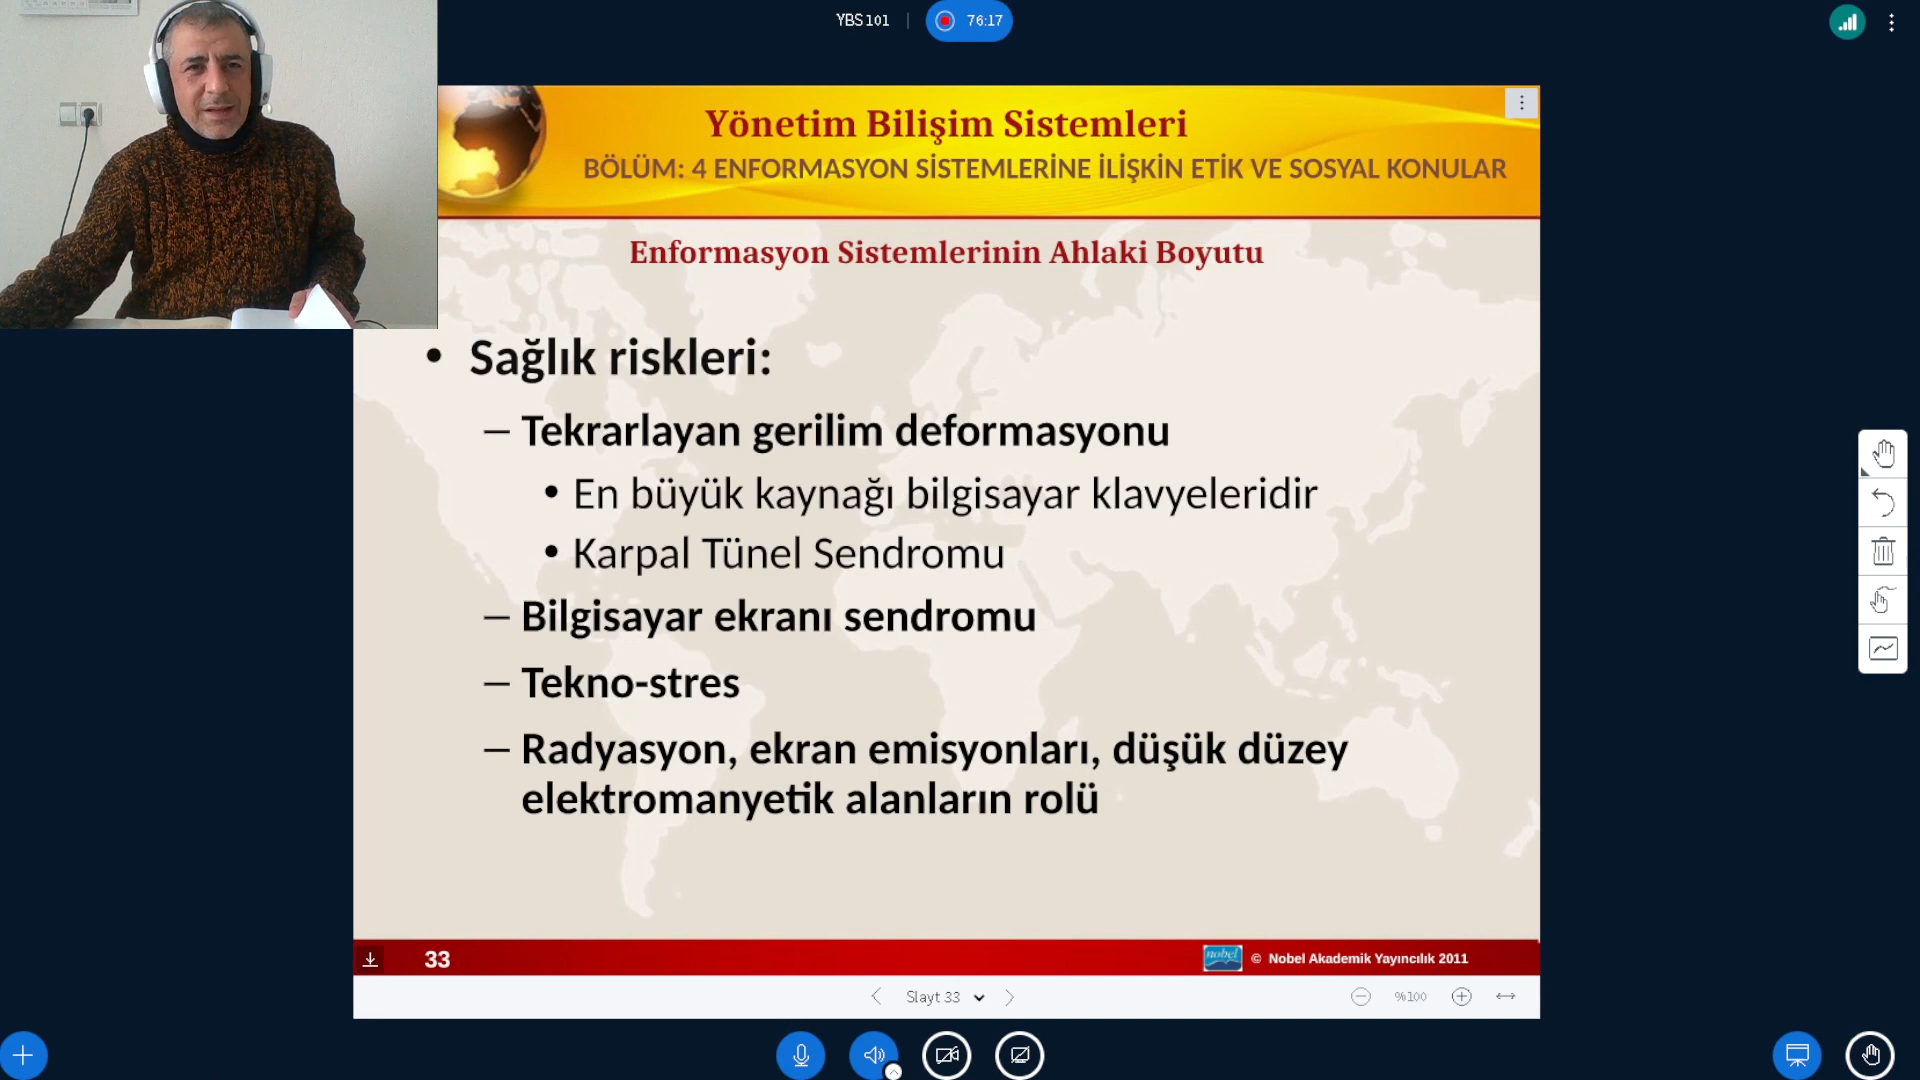 YBS 101
76:17
Yönetim Bilişim Sistemleri
BÖLÜM: 4 ENFORMASYON SİSTEMLERİNE İLİŞKİN ETİK VE SOSYAL KONULAR
Enformasyon Sistemlerinin Ahlaki Boyutu
• Sağlık riskleri:
– Tekrarlayan gerilim deformasyonu
• En büyük kaynağı bilgisayar klavyeleridir
• Karpal Tünel Sendromu
– Bilgisayar ekranı sendromu
– Tekno-stres
– Radyasyon, ekran emisyonları, düşük düzey
elektromanyetik alanların rolü
33
nobel
© Nobel Akademik Yayıncılık 2011
Slayt 33
%100